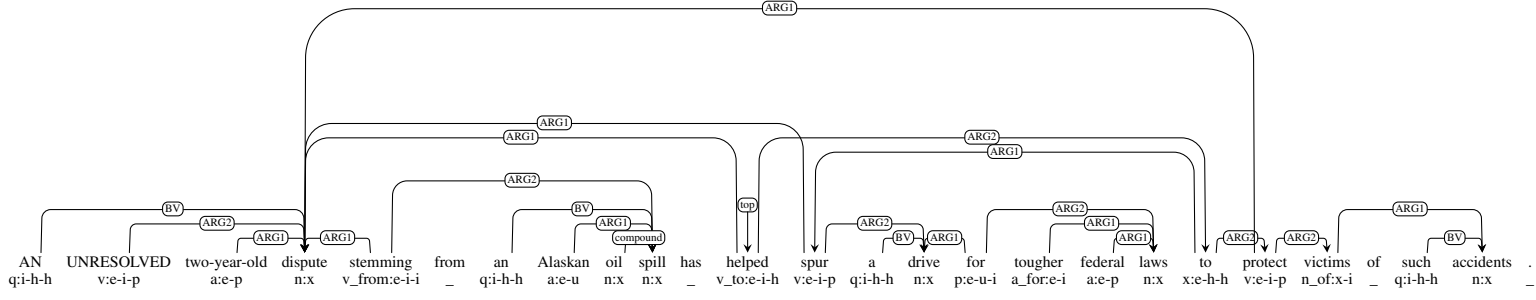 ARG1
ARG1
ARG1 ARG2
ARG1
ARG2
top
BV BV ARG1
ARG2 ARG1 ARG2 ARG2 ARG1
ARG1 ARG1 compound BV ARG1 ARG1 ARG2 ARG2 BV
AN UNRESOLVED two-year-old dispute stemming from an Alaskan oil spill has helped spur a drive for tougher federal laws to protect victims of such accidents .
q:i-h-h v:e-i-p a:e-p n:x v_from:e-i-i _ q:i-h-h a:e-u n:x n:x _ v_to:e-i-h v:e-i-p q:i-h-h n:x p:e-u-i a_for:e-i a:e-p n:x x:e-h-h v:e-i-p n_of:x-i _ q:i-h-h n:x _